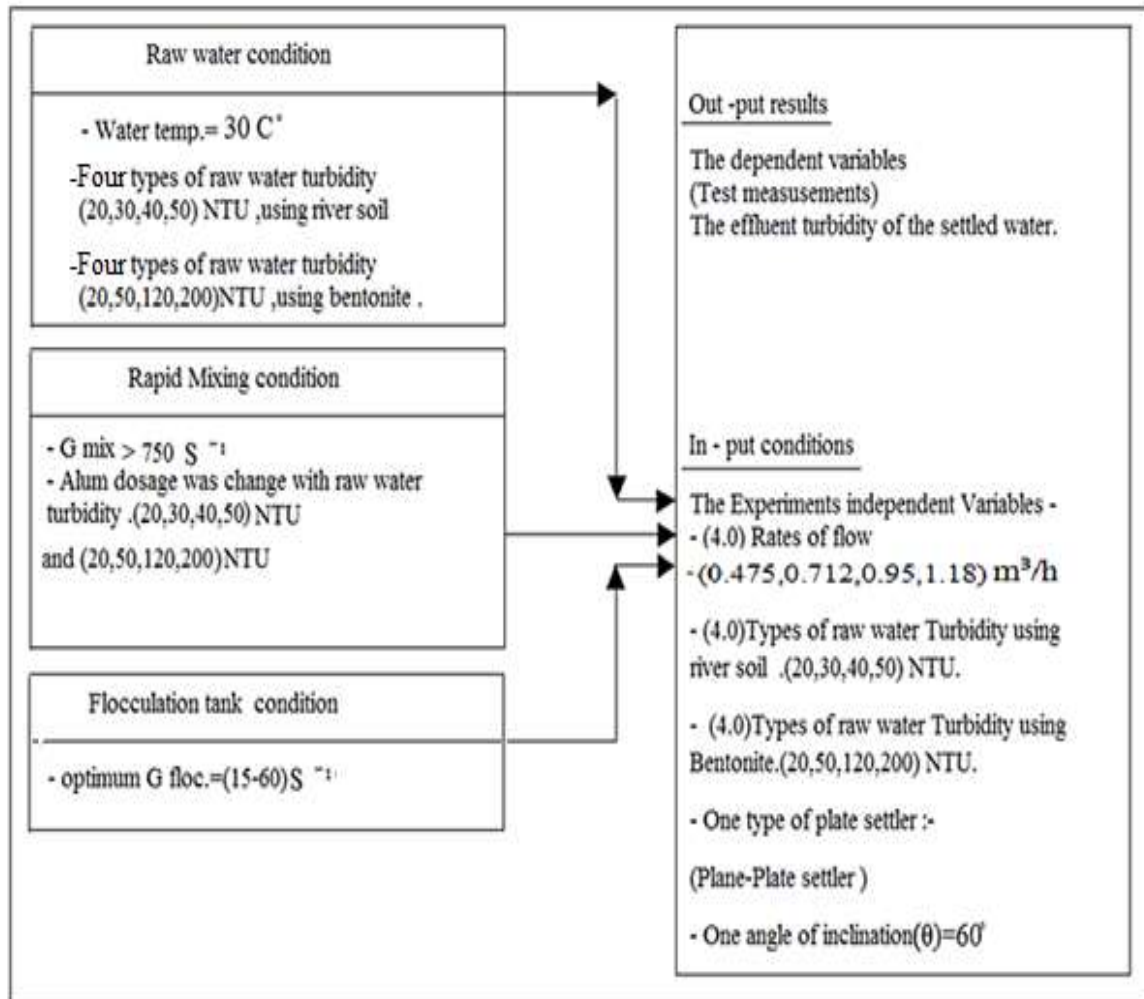 Raw water condition
- Water temp.= 30 C°
-Four types of raw water turbidity
(20,30,40,50) NTU ,using river soil
-Four types of raw water turbidity
(20,50,120,200)NTU ,using bentonite .
Rapid Mixing condition
- G mix > 750 S ⁻¹
- Alum dosage was change with raw water
turbidity .(20,30,40,50) NTU
and (20,50,120,200)NTU
Flocculation tank condition
- optimum G floc.=(15-60)S ⁻¹
Out -put results
The dependent variables
(Test measusements)
The effluent turbidity of the settled water.
In - put conditions
The Experiments independent Variables -
- (4.0) Rates of flow
-(0.475,0.712,0.95,1.18) m³/h
- (4.0)Types of raw water Turbidity using
river soil .(20,30,40,50) NTU.
- (4.0)Types of raw water Turbidity using
Bentonite.(20,50,120,200) NTU.
- One type of plate settler :-
(Plane-Plate settler )
- One angle of inclination(θ)=60°